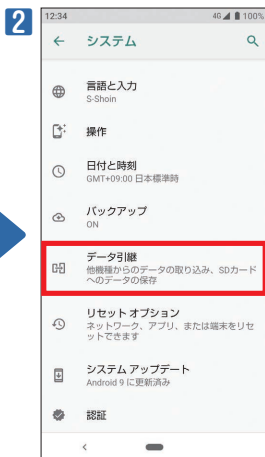 2
12:34 4G 100%
← システム
言語と入力
S-Shoin
操作
日付と時刻
GMT+09:00 日本標準時
バックアップ
ON
データ引継
他機種からのデータの取り込み、SDカード
へのデータの保存
リセット オプション
ネットワーク、アプリ、または端末をリセ
ットできます
システム アップデート
Android 9 に更新済み
認証